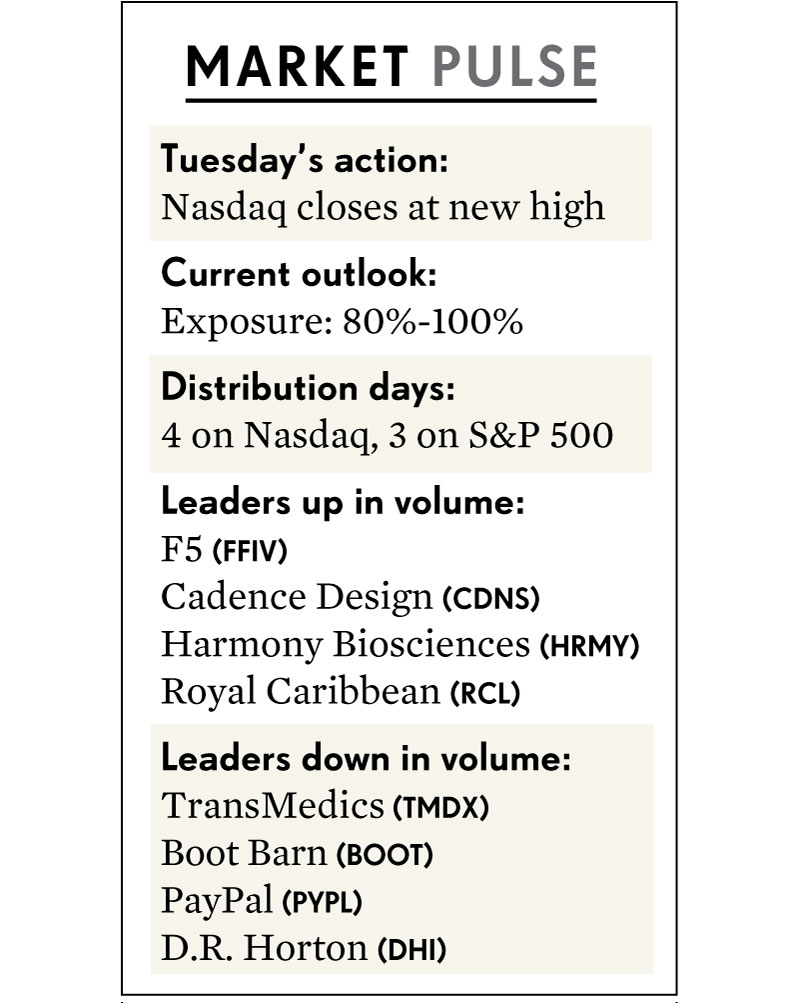 MARKET PULSE
Tuesday’s action:
Nasdaq closes at new high
Current outlook:
Exposure: 80%-100%
Distribution days:
4 on Nasdaq, 3 on S&P 500
Leaders up in volume:
F5 (FFIV)
Cadence Design (CDNS)
Harmony Biosciences (HRMY)
Royal Caribbean (RCL)
Leaders down in volume:
TransMedics (TMDX)
Boot Barn (BOOT)
PayPal (PYPL)
D.R. Horton (DHI)